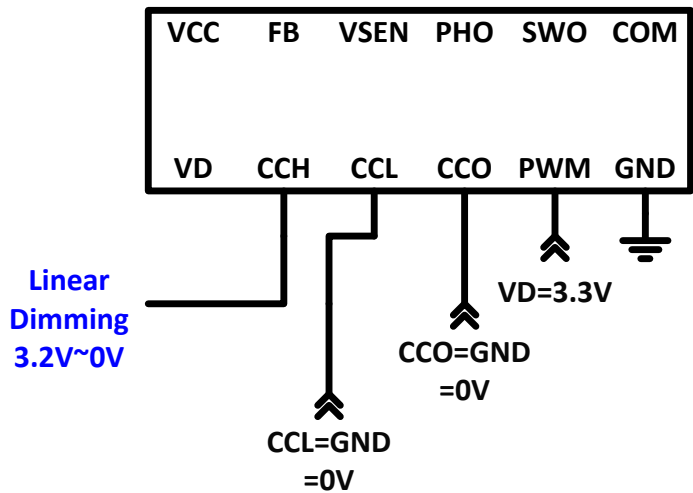 VCC FB VSEN PHO SWO COM
VD CCH CCL CCO PWM GND
Linear
Dimming
3.2V~0V
VD=3.3V
CCO=GND
=0V
CCL=GND
=0V